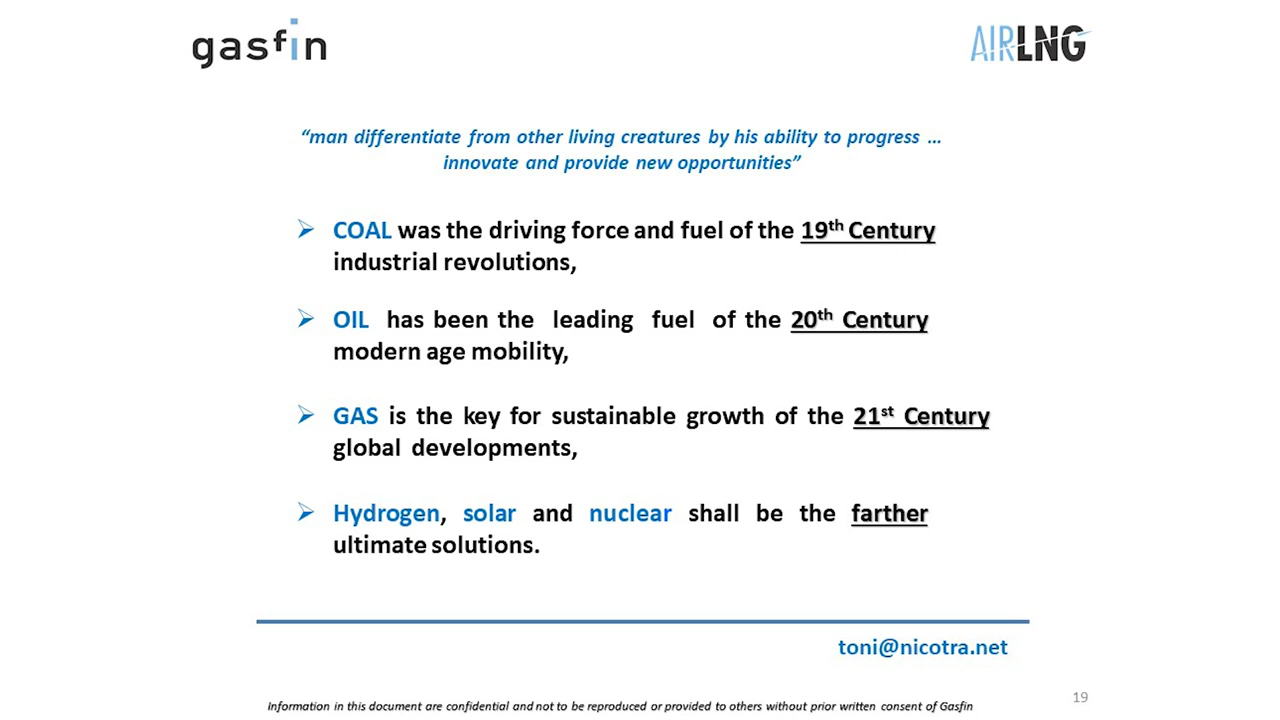 gasfin
AIRLNG
“man differentiate from other living creatures by his ability to progress …
innovate and provide new opportunities”
➢ COAL was the driving force and fuel of the 19th Century
industrial revolutions,
➢ OIL has been the leading fuel of the 20th Century
modern age mobility,
➢ GAS is the key for sustainable growth of the 21st Century
global developments,
➢ Hydrogen, solar and nuclear shall be the farther
ultimate solutions.
toni@nicotra.net
19
Information in this document are confidential and not to be reproduced or provided to others without prior written consent of Gasfin